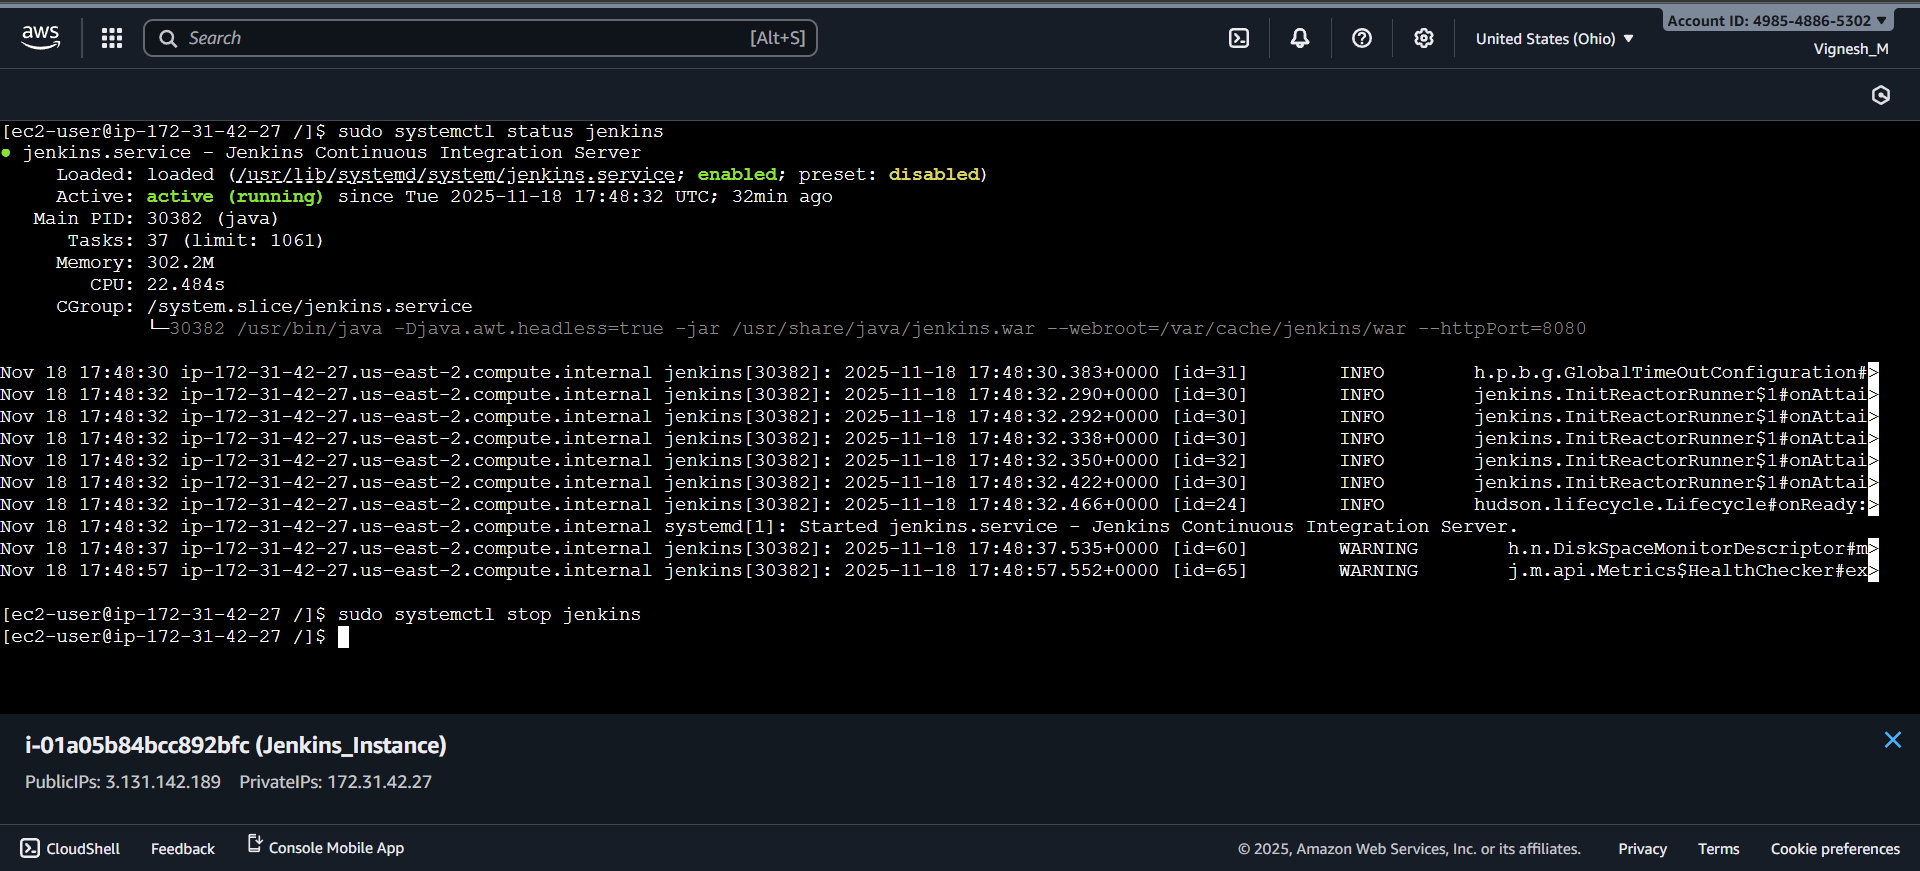 aws
Search [Alt+S]
United States (Ohio) ▼
Account ID: 4985-4886-5302 ▼
Vignesh_M
[ec2-user@ip-172-31-42-27 /]$ sudo systemctl status jenkins
● jenkins.service - Jenkins Continuous Integration Server
Loaded: loaded (/usr/lib/systemd/system/jenkins.service; enabled; preset: disabled)
Active: active (running) since Tue 2025-11-18 17:48:32 UTC; 32min ago
Main PID: 30382 (java)
Tasks: 37 (limit: 1061)
Memory: 302.2M
CPU: 22.484s
CGroup: /system.slice/jenkins.service
└─30382 /usr/bin/java -Djava.awt.headless=true -jar /usr/share/java/jenkins.war --webroot=/var/cache/jenkins/war --httpPort=8080
Nov 18 17:48:30 ip-172-31-42-27.us-east-2.compute.internal jenkins[30382]: 2025-11-18 17:48:30.383+0000 [id=31] INFO h.p.b.g.GlobalTimeOutConfiguration#>
Nov 18 17:48:32 ip-172-31-42-27.us-east-2.compute.internal jenkins[30382]: 2025-11-18 17:48:32.290+0000 [id=30] INFO jenkins.InitReactorRunner$1#onAttai>
Nov 18 17:48:32 ip-172-31-42-27.us-east-2.compute.internal jenkins[30382]: 2025-11-18 17:48:32.292+0000 [id=30] INFO jenkins.InitReactorRunner$1#onAttai>
Nov 18 17:48:32 ip-172-31-42-27.us-east-2.compute.internal jenkins[30382]: 2025-11-18 17:48:32.338+0000 [id=30] INFO jenkins.InitReactorRunner$1#onAttai>
Nov 18 17:48:32 ip-172-31-42-27.us-east-2.compute.internal jenkins[30382]: 2025-11-18 17:48:32.350+0000 [id=32] INFO jenkins.InitReactorRunner$1#onAttai>
Nov 18 17:48:32 ip-172-31-42-27.us-east-2.compute.internal jenkins[30382]: 2025-11-18 17:48:32.422+0000 [id=30] INFO jenkins.InitReactorRunner$1#onAttai>
Nov 18 17:48:32 ip-172-31-42-27.us-east-2.compute.internal jenkins[30382]: 2025-11-18 17:48:32.466+0000 [id=24] INFO hudson.lifecycle.Lifecycle#onReady:>
Nov 18 17:48:32 ip-172-31-42-27.us-east-2.compute.internal systemd[1]: Started jenkins.service - Jenkins Continuous Integration Server.
Nov 18 17:48:37 ip-172-31-42-27.us-east-2.compute.internal jenkins[30382]: 2025-11-18 17:48:37.535+0000 [id=60] WARNING h.n.DiskSpaceMonitorDescriptor#m>
Nov 18 17:48:57 ip-172-31-42-27.us-east-2.compute.internal jenkins[30382]: 2025-11-18 17:48:57.552+0000 [id=65] WARNING j.m.api.Metrics$HealthChecker#ex>
[ec2-user@ip-172-31-42-27 /]$ sudo systemctl stop jenkins
[ec2-user@ip-172-31-42-27 /]$
i-01a05b84bcc892bfc (Jenkins_Instance)
PublicIPs: 3.131.142.189 PrivateIPs: 172.31.42.27
CloudShell Feedback Console Mobile App © 2025, Amazon Web Services, Inc. or its affiliates. Privacy Terms Cookie preferences